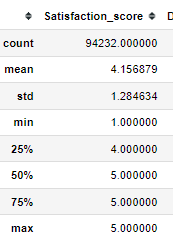 Satisfaction_score D
count 94232.000000
mean 4.156879
std 1.284634
min 1.000000
25% 4.000000
50% 5.000000
75% 5.000000
max 5.000000